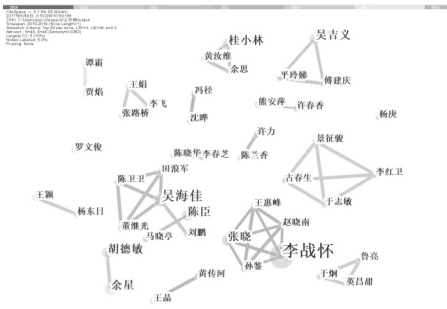 谭霜
贾焰
王娟
李飞
张路桥
桂小林
黄汝维
余思
吴吉义
平玲娣
傅建庆
冯径
沈晔
熊安萍
许春香
杨庚
罗文俊
陈晓华
李春芝
许力
陈兰香
景征骏
李红卫
古春生
于志敏
田浪军
陈卫卫
吴海佳
陈臣
刘鹏
董继光
马晓亭
王颖
杨东日
王惠峰
赵晓南
张晓
李战怀
孙鉴
胡德敏
余星
黄传河
王晶
鲁亮
于炯
英昌甜